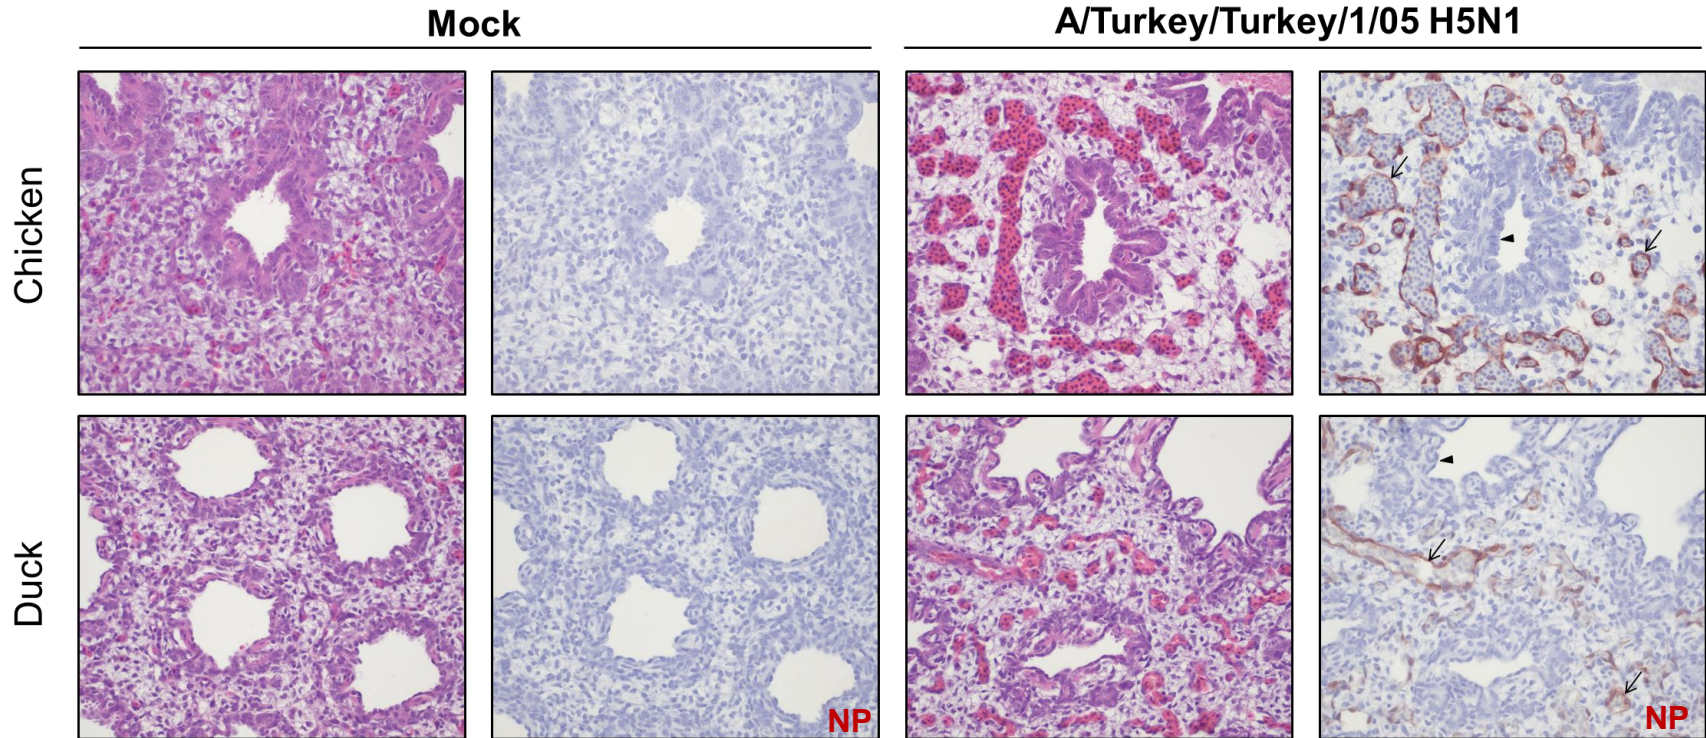 Mock
A/Turkey/Turkey/1/05 H5N1
Chicken
Duck
NP
NP